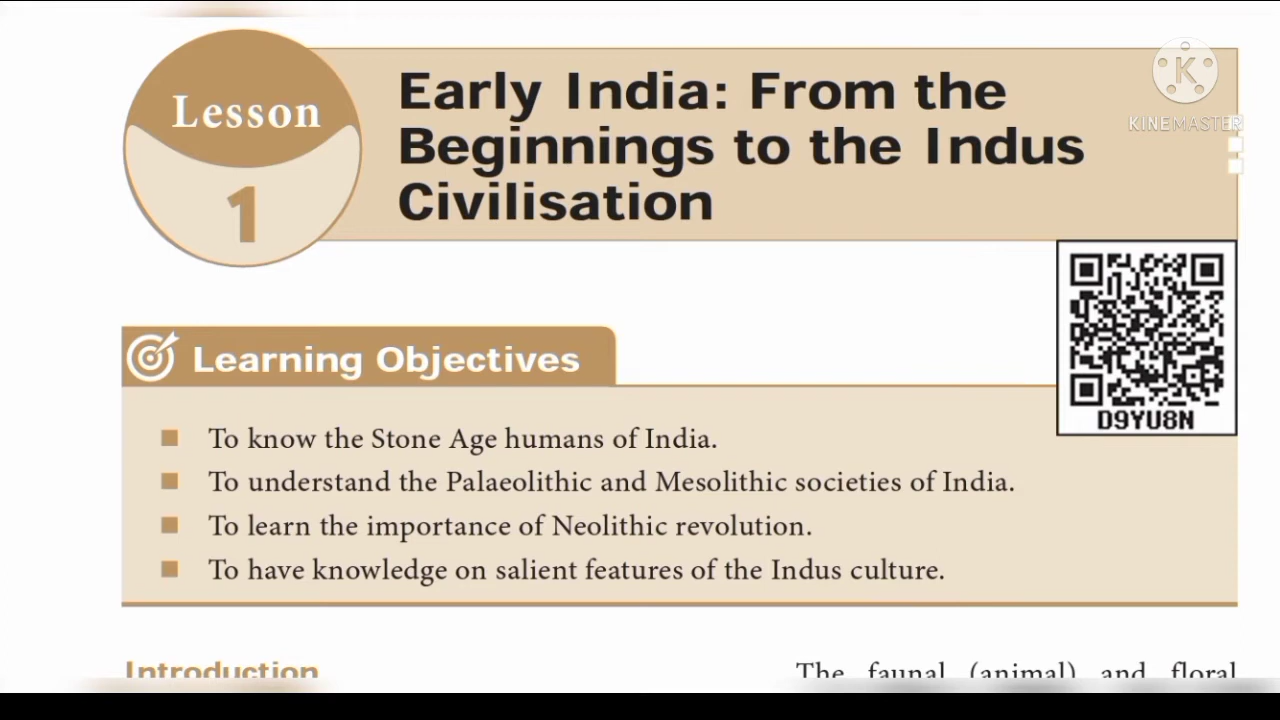 Lesson
1
Early India: From the
Beginnings to the Indus
Civilisation
K
KINEMASTER
D9YU8N
Learning Objectives
To know the Stone Age humans of India.
To understand the Palaeolithic and Mesolithic societies of India.
To learn the importance of Neolithic revolution.
To have knowledge on salient features of the Indus culture.
Introduction
The faunal (animal) and floral